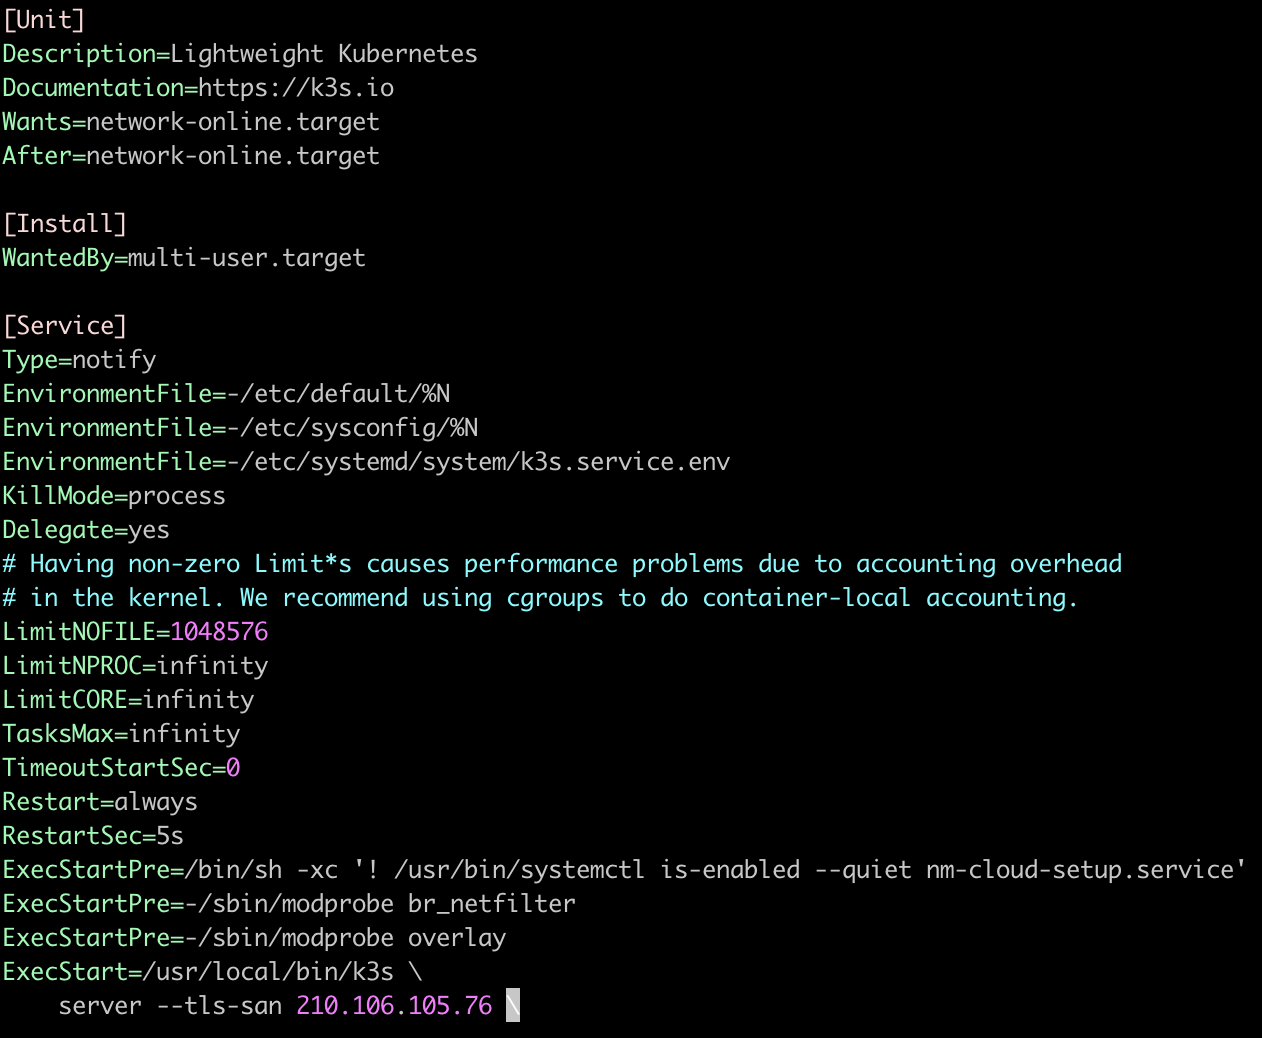 [Unit]
Description=Lightweight Kubernetes
Documentation=https://k3s.io
Wants=network-online.target
After=network-online.target
[Install]
WantedBy=multi-user.target
[Service]
Type=notify
EnvironmentFile=-/etc/default/%N
EnvironmentFile=-/etc/sysconfig/%N
EnvironmentFile=-/etc/systemd/system/k3s.service.env
KillMode=process
Delegate=yes
# Having non-zero Limit*s causes performance problems due to accounting overhead
# in the kernel. We recommend using cgroups to do container-local accounting.
LimitNOFILE=1048576
LimitNPROC=infinity
LimitCORE=infinity
TasksMax=infinity
TimeoutStartSec=0
Restart=always
RestartSec=5s
ExecStartPre=/bin/sh -xc '! /usr/bin/systemctl is-enabled --quiet nm-cloud-setup.service'
ExecStartPre=-/sbin/modprobe br_netfilter
ExecStartPre=-/sbin/modprobe overlay
ExecStart=/usr/local/bin/k3s \
    server --tls-san 210.106.105.76 \